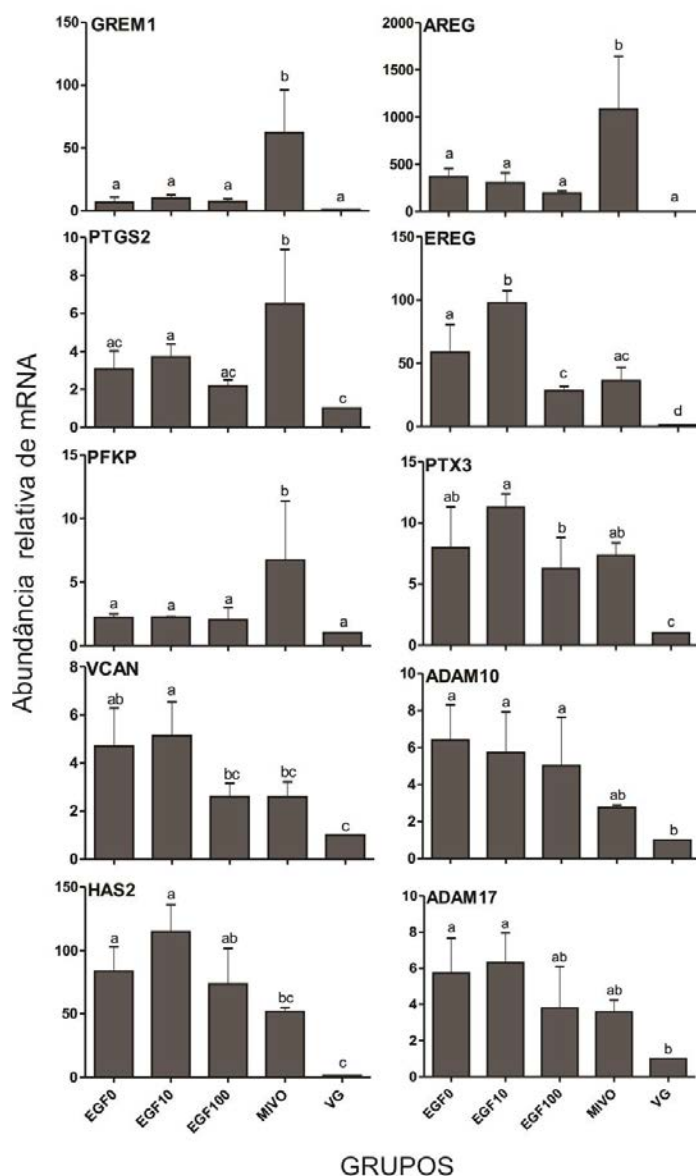 Abundância relativa de mRNA
GREM1
150
100
50
0
a
a
a
b
a
AREG
2000
1500
1000
500
0
a
a
a
b
a
PTGS2
10
8
6
4
2
0
ac
a
ac
b
c
EREG
150
100
50
0
a
b
c
ac
d
PFKP
15
10
5
0
a
a
a
b
a
PTX3
15
10
5
0
ab
a
b
ab
c
VCAN
8
6
4
2
0
ab
a
bc
bc
c
ADAM10
10
8
6
4
2
0
a
a
a
ab
b
HAS2
150
100
50
0
a
a
ab
bc
c
ADAM17
10
8
6
4
2
0
a
a
ab
ab
b
EGF0
EGF10
EGF100
MIVO
VG
EGF0
EGF10
EGF100
MIVO
VG
GRUPOS